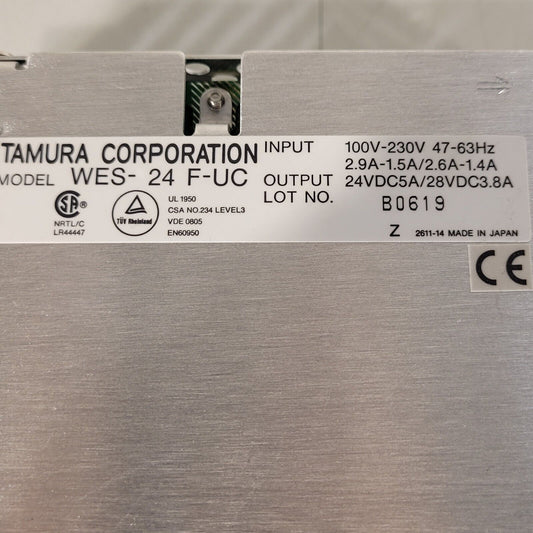 TAMURA CORPORATION
MODEL WES- 24 F-UC
INPUT 100V-230V 47-63Hz
2.9A-1.5A/2.6A-1.4A
OUTPUT 24VDC5A/28VDC3.8A
LOT NO. B0619
SA
NRTL/C
LR44447
TÜV Rheinland
UL 1950
CSA NO.234 LEVEL3
VDE 0805
EN60950
Z 2611-14 MADE IN JAPAN
CE